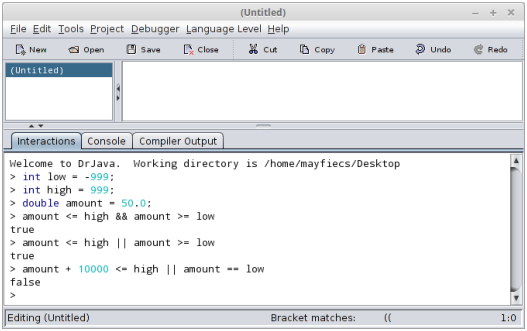 (Untitled)
File Edit Tools Project Debugger Language Level Help
New Open Save Close Cut Copy Paste Undo Redo
(Untitled)
Interactions Console Compiler Output
Welcome to DrJava.  Working directory is /home/mayfiecs/Desktop
> int low = -999;
> int high = 999;
> double amount = 50.0;
> amount <= high && amount >= low
true
> amount <= high || amount >= low
true
> amount + 10000 <= high || amount == low
false
>
Editing (Untitled) Bracket matches: (( 1:0